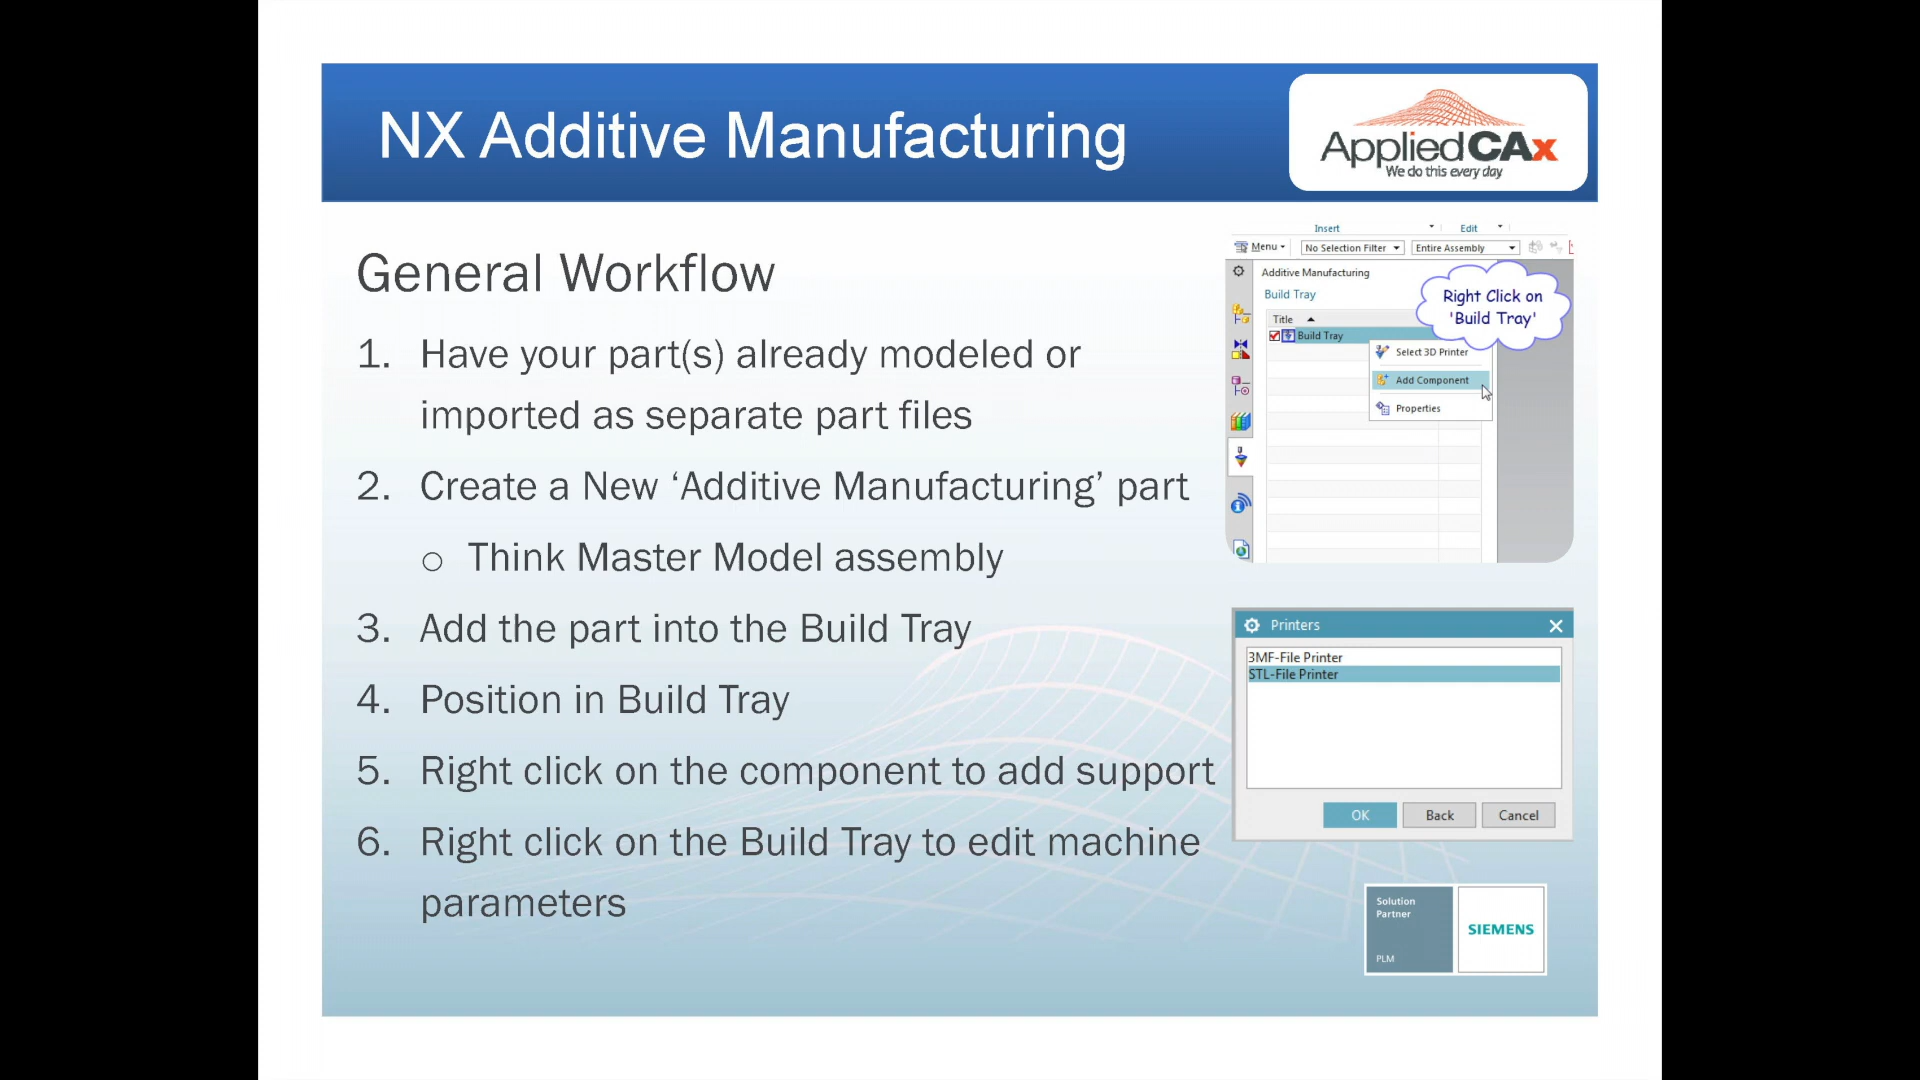 NX Additive Manufacturing
AppliedCAx
We do this every day
General Workflow
1. Have your part(s) already modeled or
imported as separate part files
2. Create a New ‘Additive Manufacturing’ part
o Think Master Model assembly
3. Add the part into the Build Tray
4. Position in Build Tray
5. Right click on the component to add support
6. Right click on the Build Tray to edit machine
parameters
Insert Edit
Menu No Selection Filter Entire Assembly
Additive Manufacturing
Build Tray
Right Click on
'Build Tray'
Title
Build Tray
Select 3D Printer
Add Component
Properties
Printers
3MF-File Printer
STL-File Printer
OK Back Cancel
Solution
Partner
SIEMENS
PLM